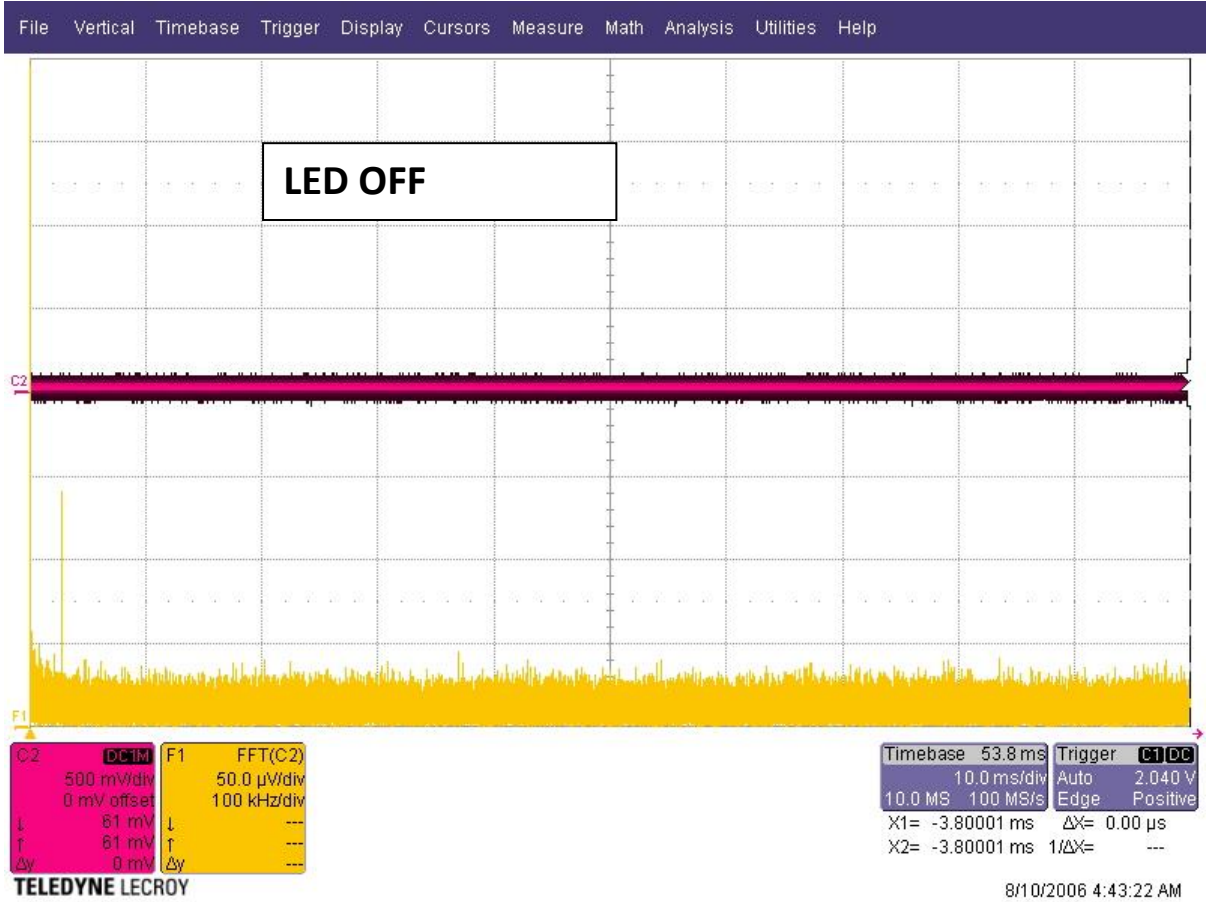 File Vertical Timebase Trigger Display Cursors Measure Math Analysis Utilities Help
LED OFF
C2
F1
C2 DC1M
500 mV/div
0 mV offset
↓ 61 mV
↑ 61 mV
Δy 0 mV
F1 FFT(C2)
50.0 µV/div
100 kHz/div
↓ ---
↑ ---
Δy ---
Timebase 53.8 ms
10.0 ms/div
10.0 MS 100 MS/s
Trigger C1 DC
Auto 2.040 V
Edge Positive
X1= -3.80001 ms ΔX= 0.00 µs
X2= -3.80001 ms 1/ΔX= ---
TELEDYNE LECROY
8/10/2006 4:43:22 AM